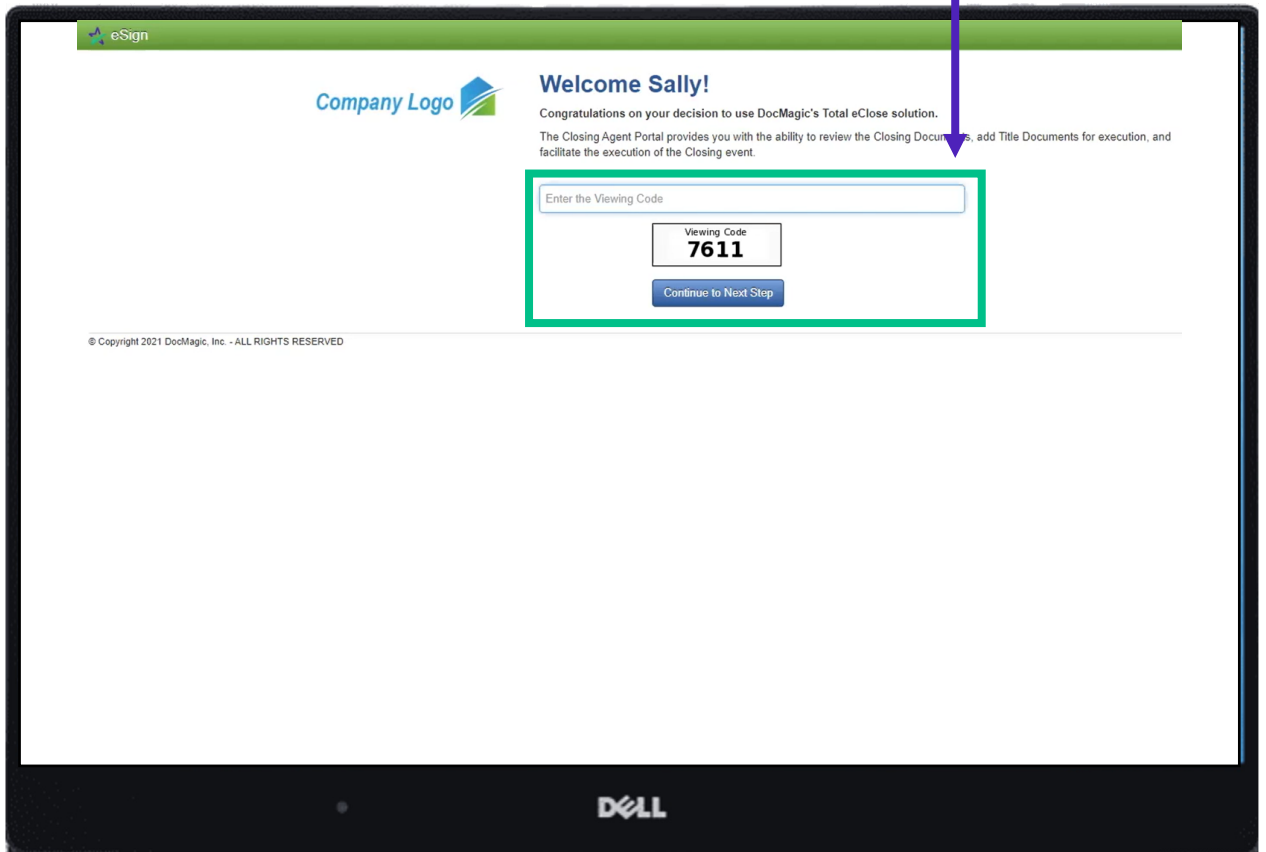 eSign
Company Logo
Welcome Sally!
Congratulations on your decision to use DocMagic's Total eClose solution.
The Closing Agent Portal provides you with the ability to review the Closing Docum s, add Title Documents for execution, and
facilitate the execution of the Closing event.
Enter the Viewing Code
Viewing Code
7611
Continue to Next Step
© Copyright 2021 DocMagic, Inc. - ALL RIGHTS RESERVED
DELL